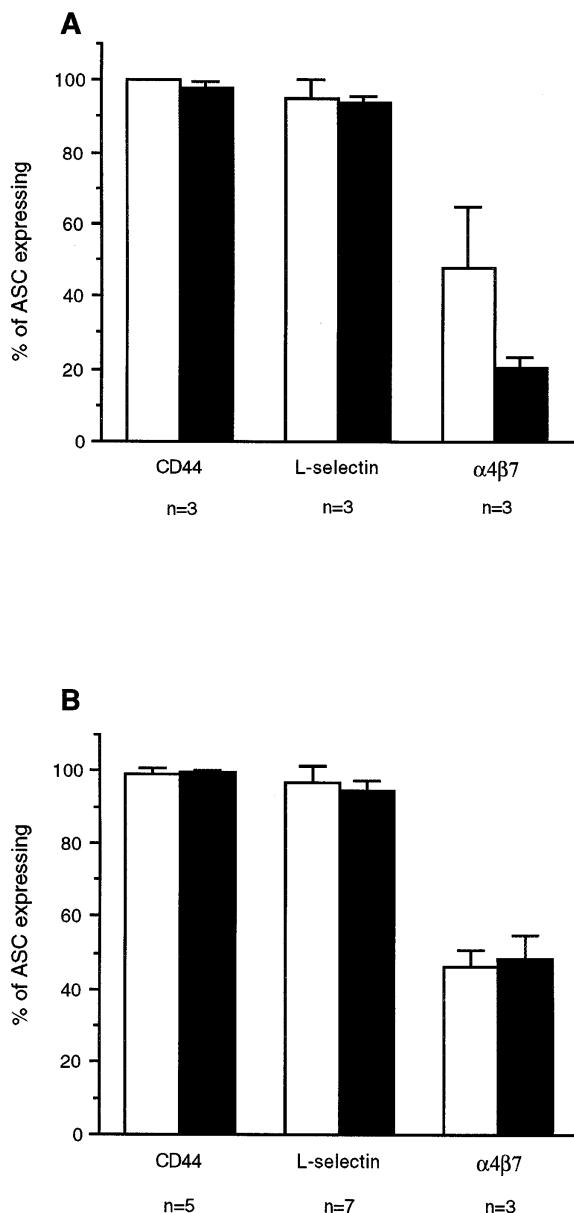 A
% of ASC expressing
100
80
60
40
20
0
CD44 L-selectin α4β7
n=3 n=3 n=3
B
% of ASC expressing
100
80
60
40
20
0
CD44 L-selectin α4β7
n=5 n=7 n=3